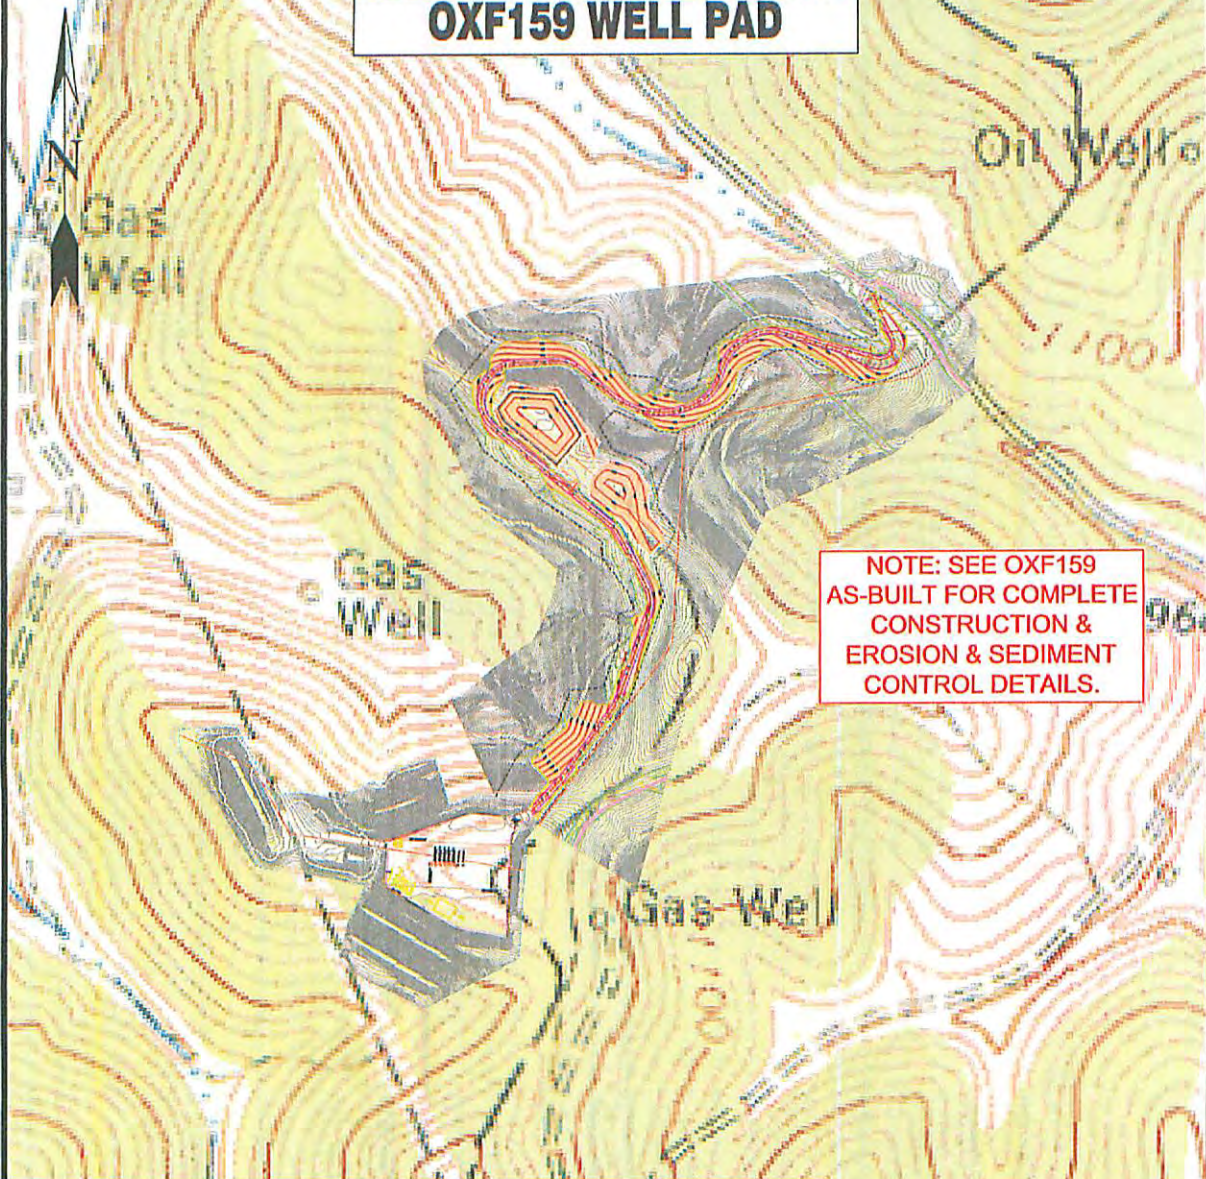 OXF159 WELL PAD
Oil Well
N
Gas
Well
1100
Gas
Well
NOTE: SEE OXF159
AS-BUILT FOR COMPLETE
CONSTRUCTION &
EROSION & SEDIMENT
CONTROL DETAILS.
Gas Well
1100